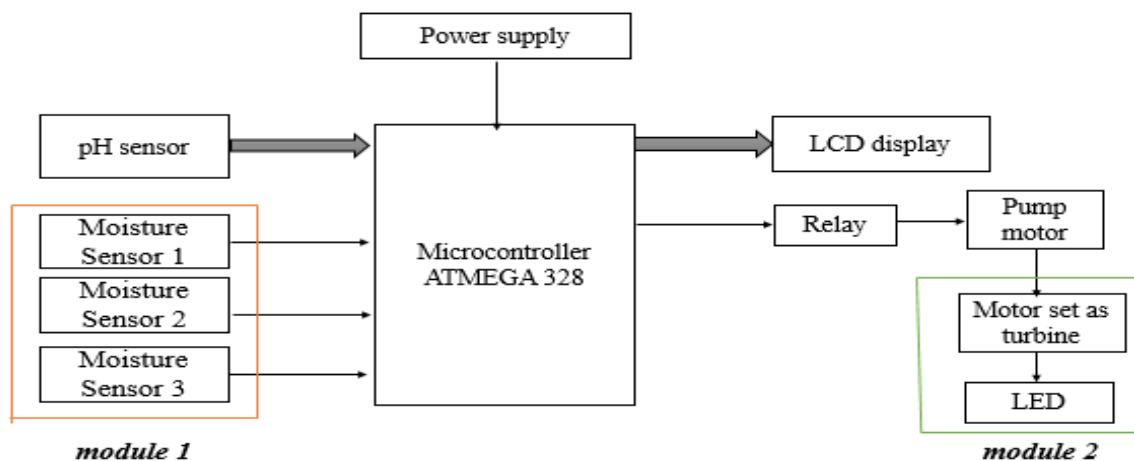 Power supply
pH sensor
LCD display
Moisture
Sensor 1
Moisture
Sensor 2
Moisture
Sensor 3
Microcontroller
ATMEGA 328
Relay
Pump
motor
Motor set as
turbine
LED
module 1
module 2